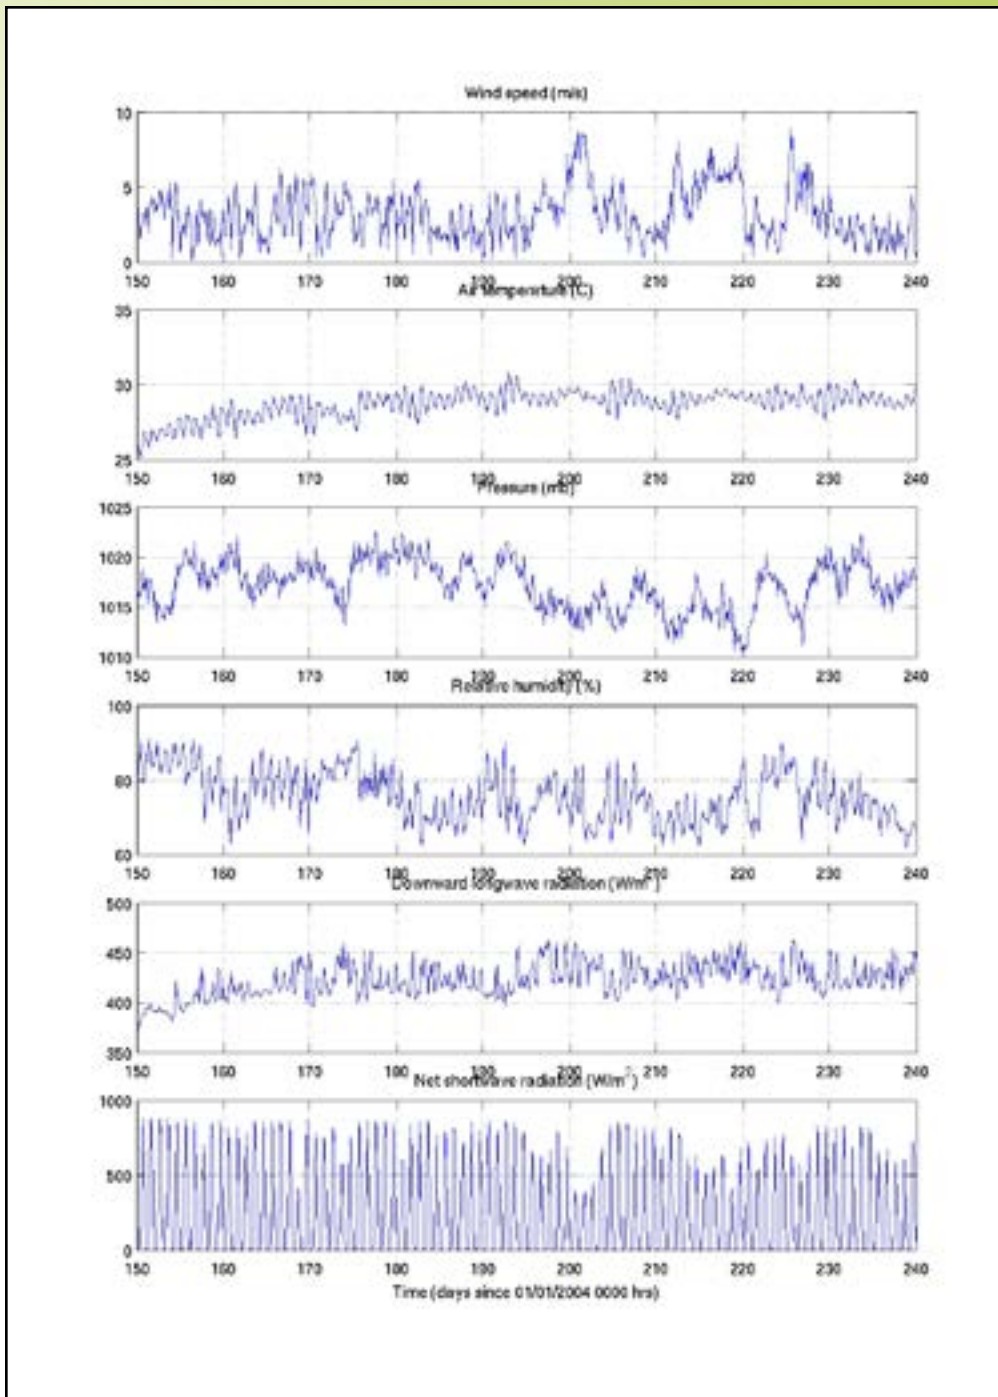 Wind speed (m/s)
10
5
0
150 160 170 180 190 200 210 220 230 240
Air temperature (C)
35
30
25
150 160 170 180 190 200 210 220 230 240
Pressure (mb)
1025
1020
1015
1010
150 160 170 180 190 200 210 220 230 240
Relative humidity (%)
100
80
60
150 160 170 180 190 200 210 220 230 240
Downward longwave radiation (W/m²)
500
450
400
350
150 160 170 180 190 200 210 220 230 240
Net shortwave radiation (W/m²)
1000
500
0
150 160 170 180 190 200 210 220 230 240
Time (days since 01/01/2004 0000 hrs)